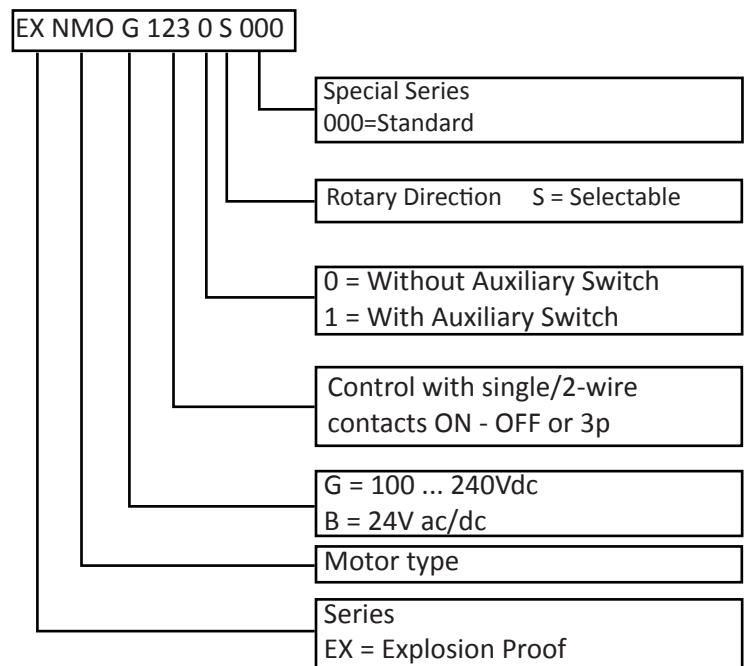 EX NMO G 123 0 S 000
Special Series
000=Standard
Rotary Direction S = Selectable
0 = Without Auxiliary Switch
1 = With Auxiliary Switch
Control with single/2-wire
contacts ON - OFF or 3p
G = 100 ... 240Vdc
B = 24V ac/dc
Motor type
Series
EX = Explosion Proof